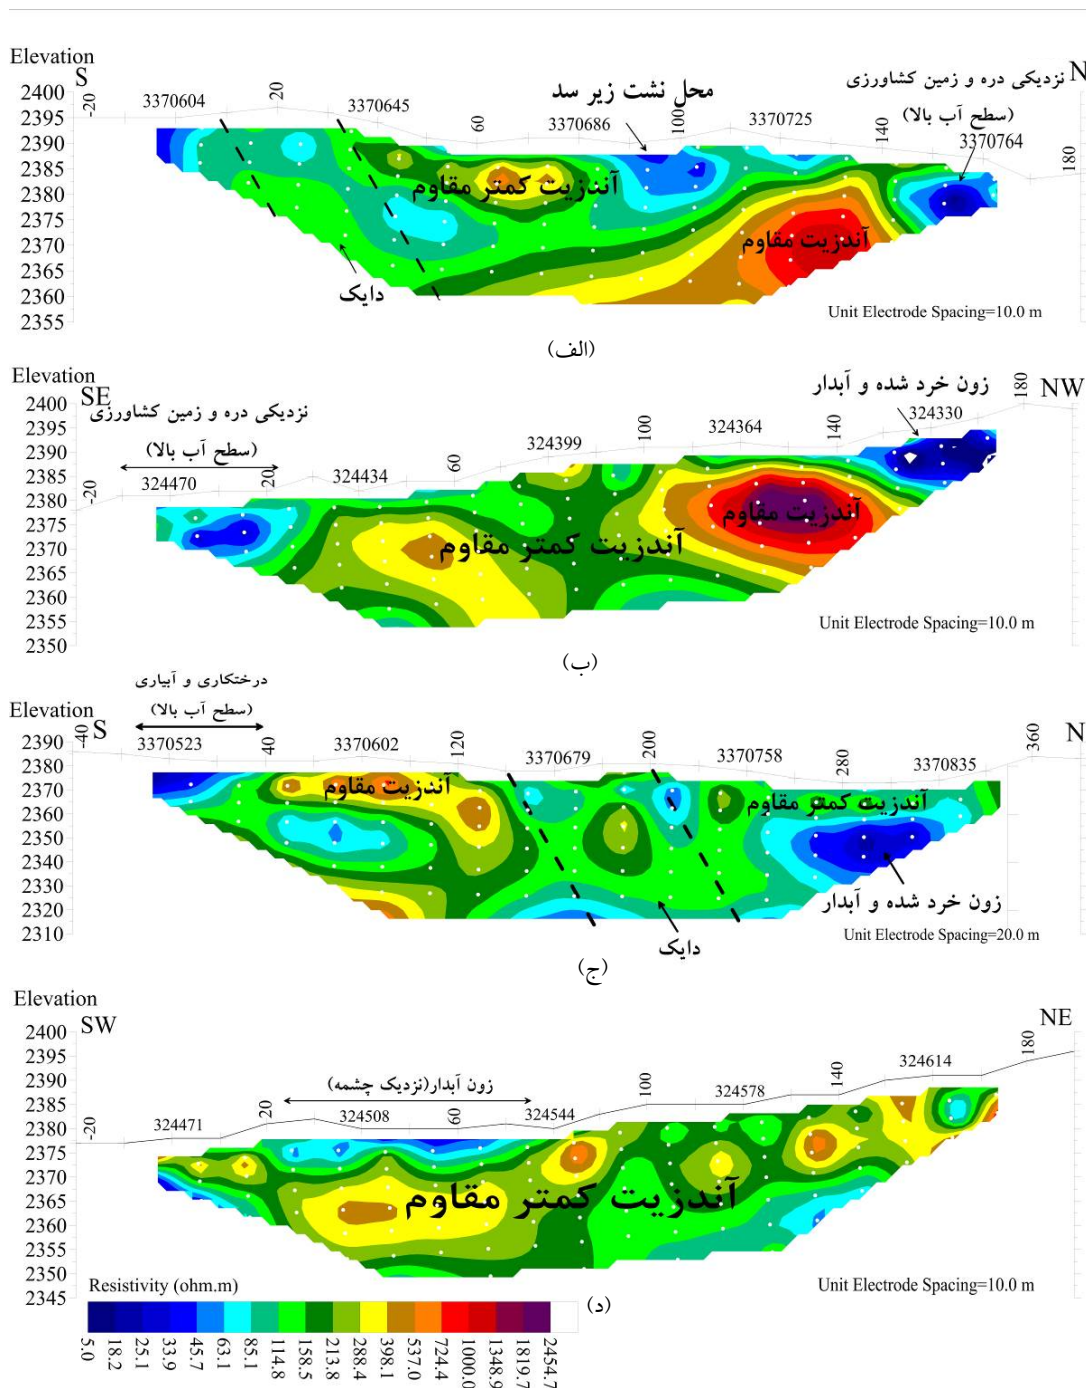 Elevation
S
N
نزدیکی دره و زمین کشاورزی
(سطح آب بالا)
محل نشت زیر سد
-20
3370604
20
3370645
60
3370686
100
3370725
140
3370764
180
2400
2395
2390
2385
2380
2375
2370
2365
2360
2355
آندزیت کمتر مقاوم
آندزیت مقاوم
دایک
Unit Electrode Spacing=10.0 m
(الف)
Elevation
SE
NW
زون خرد شده و آبدار
نزدیکی دره و زمین کشاورزی
(سطح آب بالا)
-20
324470
20
324434
60
324399
100
324364
140
324330
180
2400
2395
2390
2385
2380
2375
2370
2365
2360
2355
2350
آندزیت مقاوم
آندزیت کمتر مقاوم
Unit Electrode Spacing=10.0 m
(ب)
درختکاری و آبیاری
(سطح آب بالا)
Elevation
S
N
-40
3370523
40
3370602
120
3370679
200
3370758
280
3370835
360
2390
2380
2370
2360
2350
2340
2330
2320
2310
آندزیت مقاوم
آندزیت کمتر مقاوم
زون خرد شده و آبدار
دایک
Unit Electrode Spacing=20.0 m
(ج)
Elevation
SW
NE
زون آبدار(نزدیک چشمه)
-20
324471
20
324508
60
324544
100
324578
140
324614
180
2400
2395
2390
2385
2380
2375
2370
2365
2360
2355
2350
2345
آندزیت کمتر مقاوم
Unit Electrode Spacing=10.0 m
(د)
Resistivity (ohm.m)
5.0
18.2
25.1
33.9
45.7
63.1
85.1
114.8
158.5
213.8
288.4
398.1
537.0
724.4
1000.0
1348.9
1819.7
2454.7